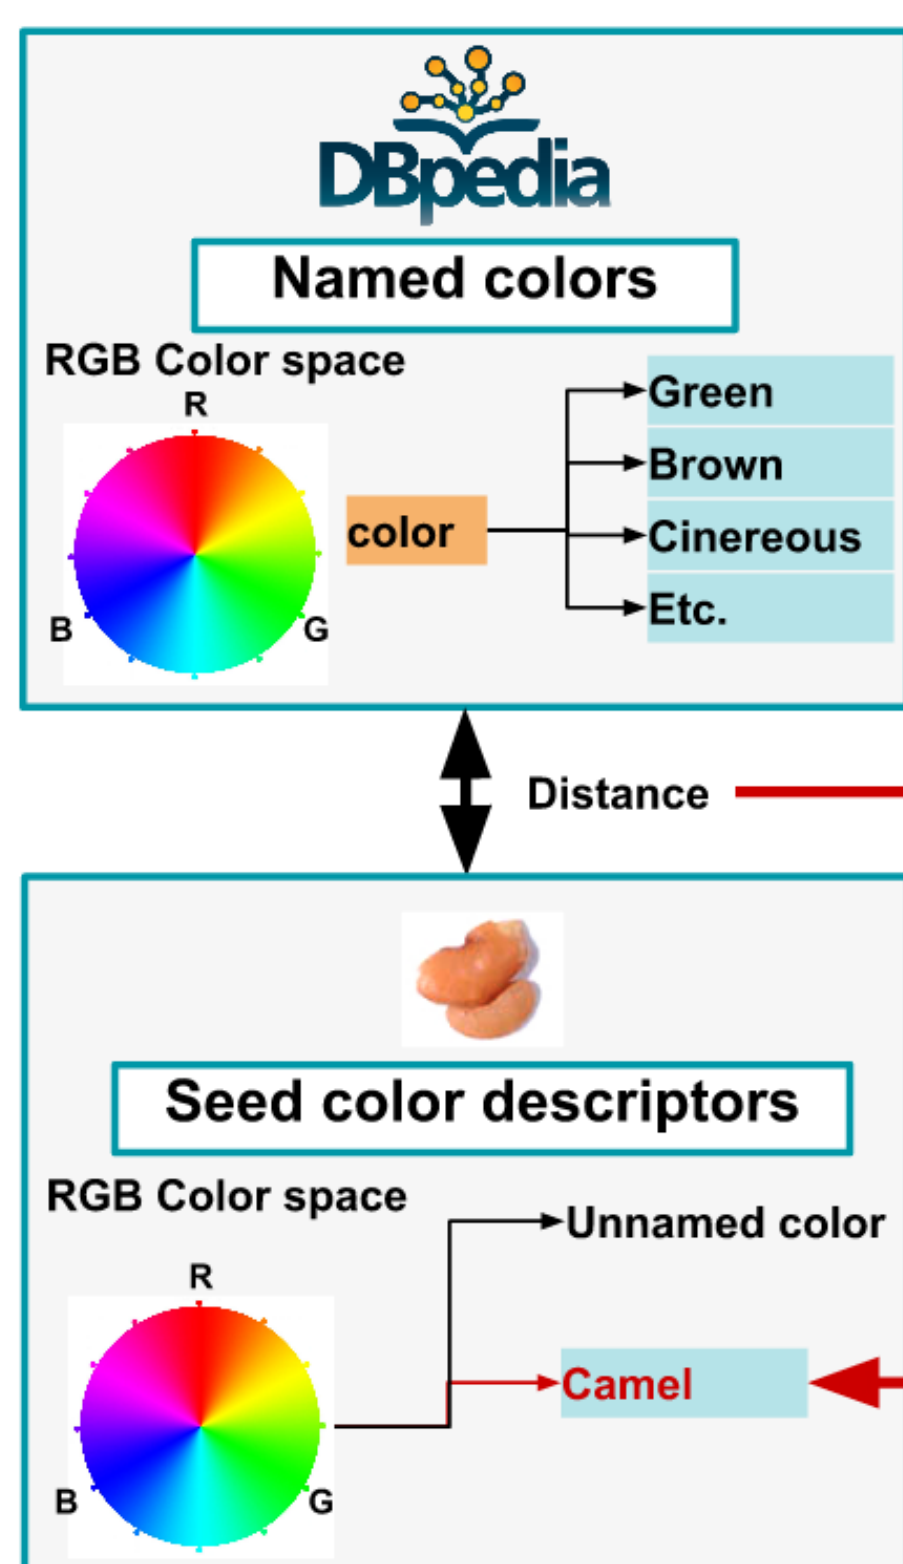 DBpedia
Named colors
RGB Color space
R
B
G
color
Green
Brown
Cinereous
Etc.
Distance
Seed color descriptors
RGB Color space
R
B
G
Unnamed color
Camel